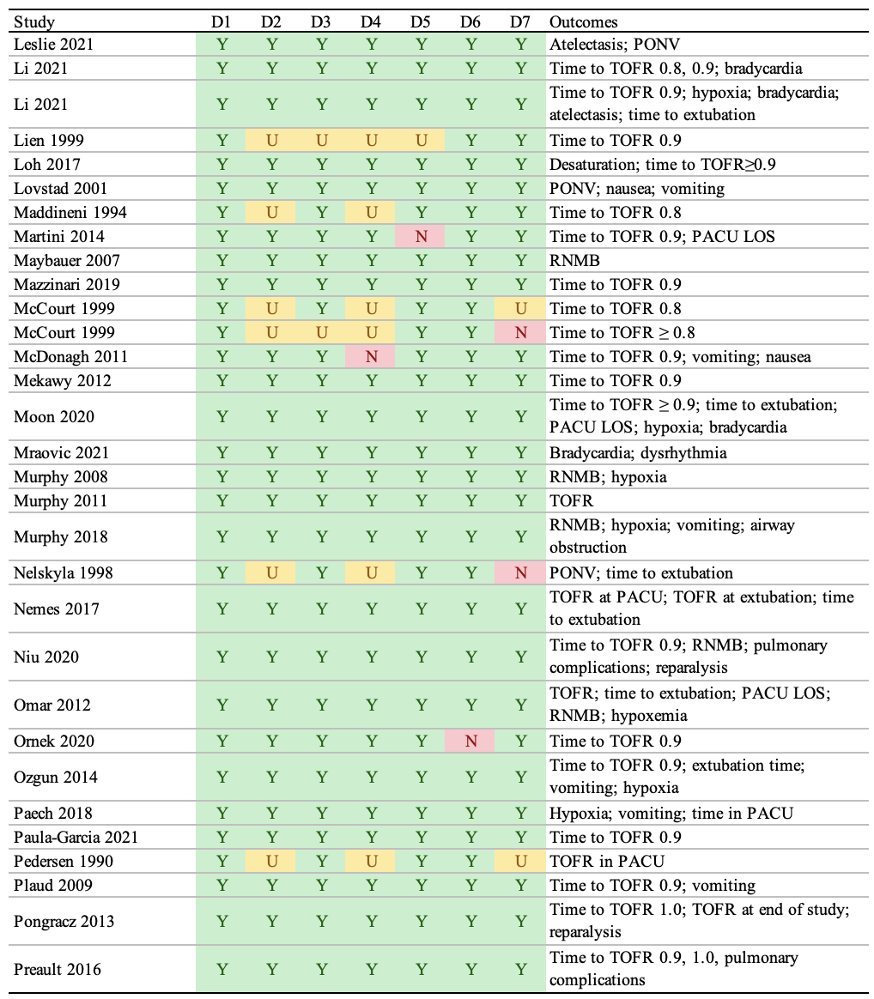 Study D1 D2 D3 D4 D5 D6 D7 Outcomes
Leslie 2021 Y Y Y Y Y Y Y Atelectasis; PONV
Li 2021 Y Y Y Y Y Y Y Time to TOFR 0.8, 0.9; bradycardia
Li 2021 Y Y Y Y Y Y Y Time to TOFR 0.9; hypoxia; bradycardia;
atelectasis; time to extubation
Lien 1999 Y U U U U Y Y Time to TOFR 0.9
Loh 2017 Y Y Y Y Y Y Y Desaturation; time to TOFR≥0.9
Lovstad 2001 Y Y Y Y Y Y Y PONV; nausea; vomiting
Maddineni 1994 Y U Y U Y Y Y Time to TOFR 0.8
Martini 2014 Y Y Y Y N Y Y Time to TOFR 0.9; PACU LOS
Maybauer 2007 Y Y Y Y Y Y Y RNMB
Mazzinari 2019 Y Y Y Y Y Y Y Time to TOFR 0.9
McCourt 1999 Y U Y U Y Y U Time to TOFR 0.8
McCourt 1999 Y U U U Y Y N Time to TOFR ≥ 0.8
McDonagh 2011 Y Y Y N Y Y Y Time to TOFR 0.9; vomiting; nausea
Mekawy 2012 Y Y Y Y Y Y Y Time to TOFR 0.9
Moon 2020 Y Y Y Y Y Y Y Time to TOFR ≥ 0.9; time to extubation;
PACU LOS; hypoxia; bradycardia
Mraovic 2021 Y Y Y Y Y Y Y Bradycardia; dysrhythmia
Murphy 2008 Y Y Y Y Y Y Y RNMB; hypoxia
Murphy 2011 Y Y Y Y Y Y Y TOFR
Murphy 2018 Y Y Y Y Y Y Y RNMB; hypoxia; vomiting; airway
obstruction
Nelskyla 1998 Y U Y U Y Y N PONV; time to extubation
Nemes 2017 Y Y Y Y Y Y Y TOFR at PACU; TOFR at extubation; time
to extubation
Niu 2020 Y Y Y Y Y Y Y Time to TOFR 0.9; RNMB; pulmonary
complications; reparalysis
Omar 2012 Y Y Y Y Y Y Y TOFR; time to extubation; PACU LOS;
RNMB; hypoxemia
Ornek 2020 Y Y Y Y Y N Y Time to TOFR 0.9
Ozgun 2014 Y Y Y Y Y Y Y Time to TOFR 0.9; extubation time;
vomiting; hypoxia
Paech 2018 Y Y Y Y Y Y Y Hypoxia; vomiting; time in PACU
Paula-Garcia 2021 Y Y Y Y Y Y Y Time to TOFR 0.9
Pedersen 1990 Y U Y U Y Y U TOFR in PACU
Plaud 2009 Y Y Y Y Y Y Y Time to TOFR 0.9; vomiting
Pongracz 2013 Y Y Y Y Y Y Y Time to TOFR 1.0; TOFR at end of study;
reparalysis
Preault 2016 Y Y Y Y Y Y Y Time to TOFR 0.9, 1.0, pulmonary
complications